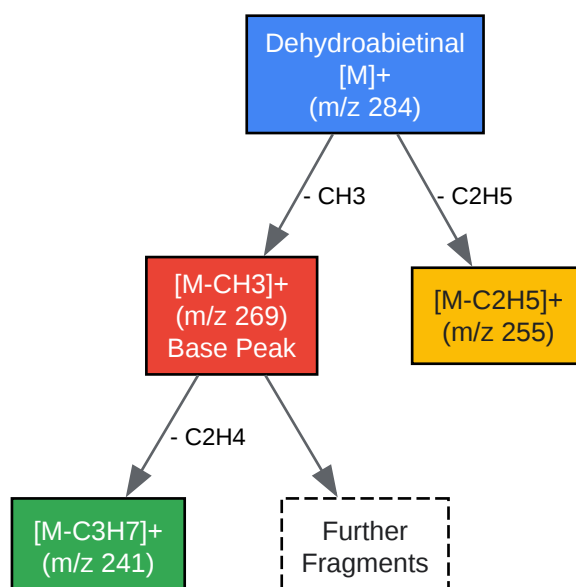 Dehydroabietinal
[M]+
(m/z 284)
- CH3
- C2H5
[M-CH3]+
(m/z 269)
Base Peak
[M-C2H5]+
(m/z 255)
- C2H4
[M-C3H7]+
(m/z 241)
Further
Fragments